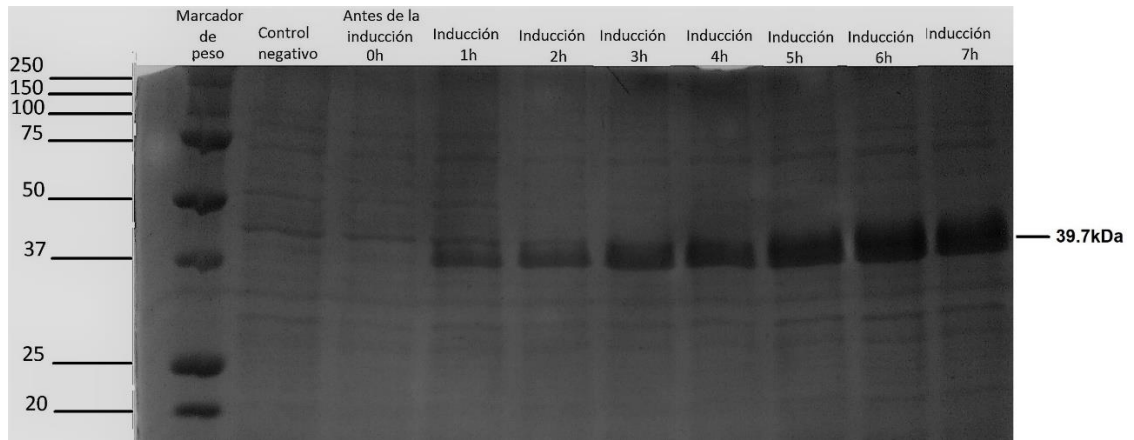 Marcador
de
peso
Control
negativo
Antes de la
inducción
0h
Inducción
1h
Inducción
2h
Inducción
3h
Inducción
4h
Inducción
5h
Inducción
6h
Inducción
7h
250
150
100
75
50
37
25
20
39.7kDa